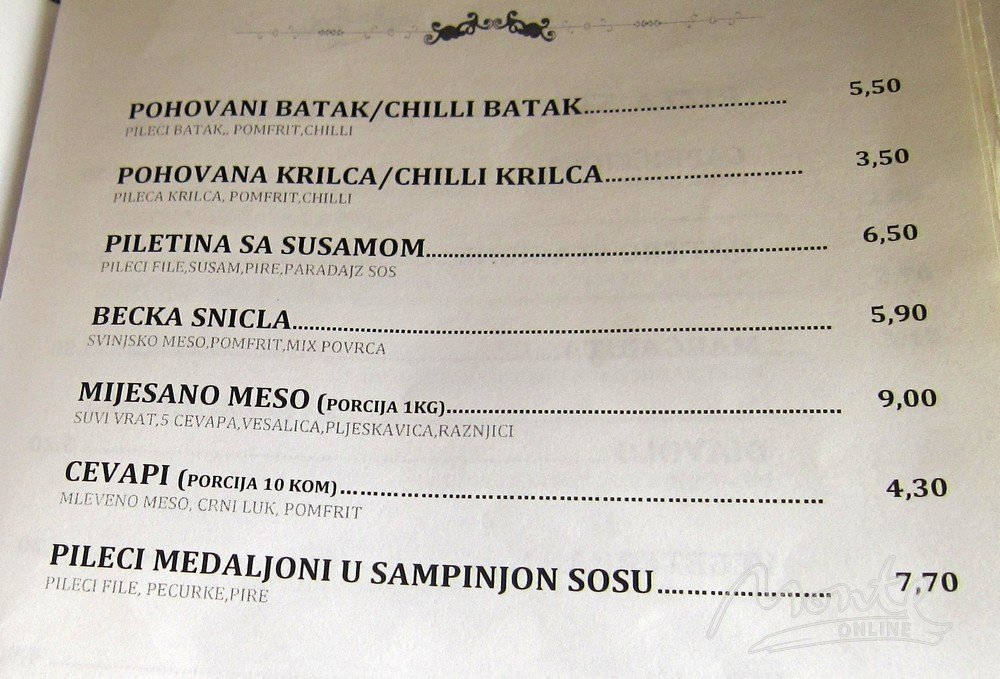 POHOVANI BATAK/CHILLI BATAK........................ 5,50
PILECI BATAK,, POMFRIT,CHILLI
POHOVANA KRILCA/CHILLI KRILCA....................... 3,50
PILECA KRILCA, POMFRIT,CHILLI
PILETINA SA SUSAMOM................................................ 6,50
PILECI FILE,SUSAM,PIRE,PARADAJZ SOS
BECKA SNICLA................................................................ 5,90
SVINJSKO MESO,POMFRIT,MIX POVRCA
MIJESANO MESO (PORCIJA 1KG)............................................ 9,00
SUVI VRAT,5 CEVAPA,VESALICA,PLJESKAVICA,RAZNJICI
CEVAPI (PORCIJA 10 KOM)...................................................... 4,30
MLEVENO MESO, CRNI LUK, POMFRIT
PILECI MEDALJONI U SAMPINJON SOSU................... 7,70
PILECI FILE, PECURKE,PIRE
Monte
ONLINE